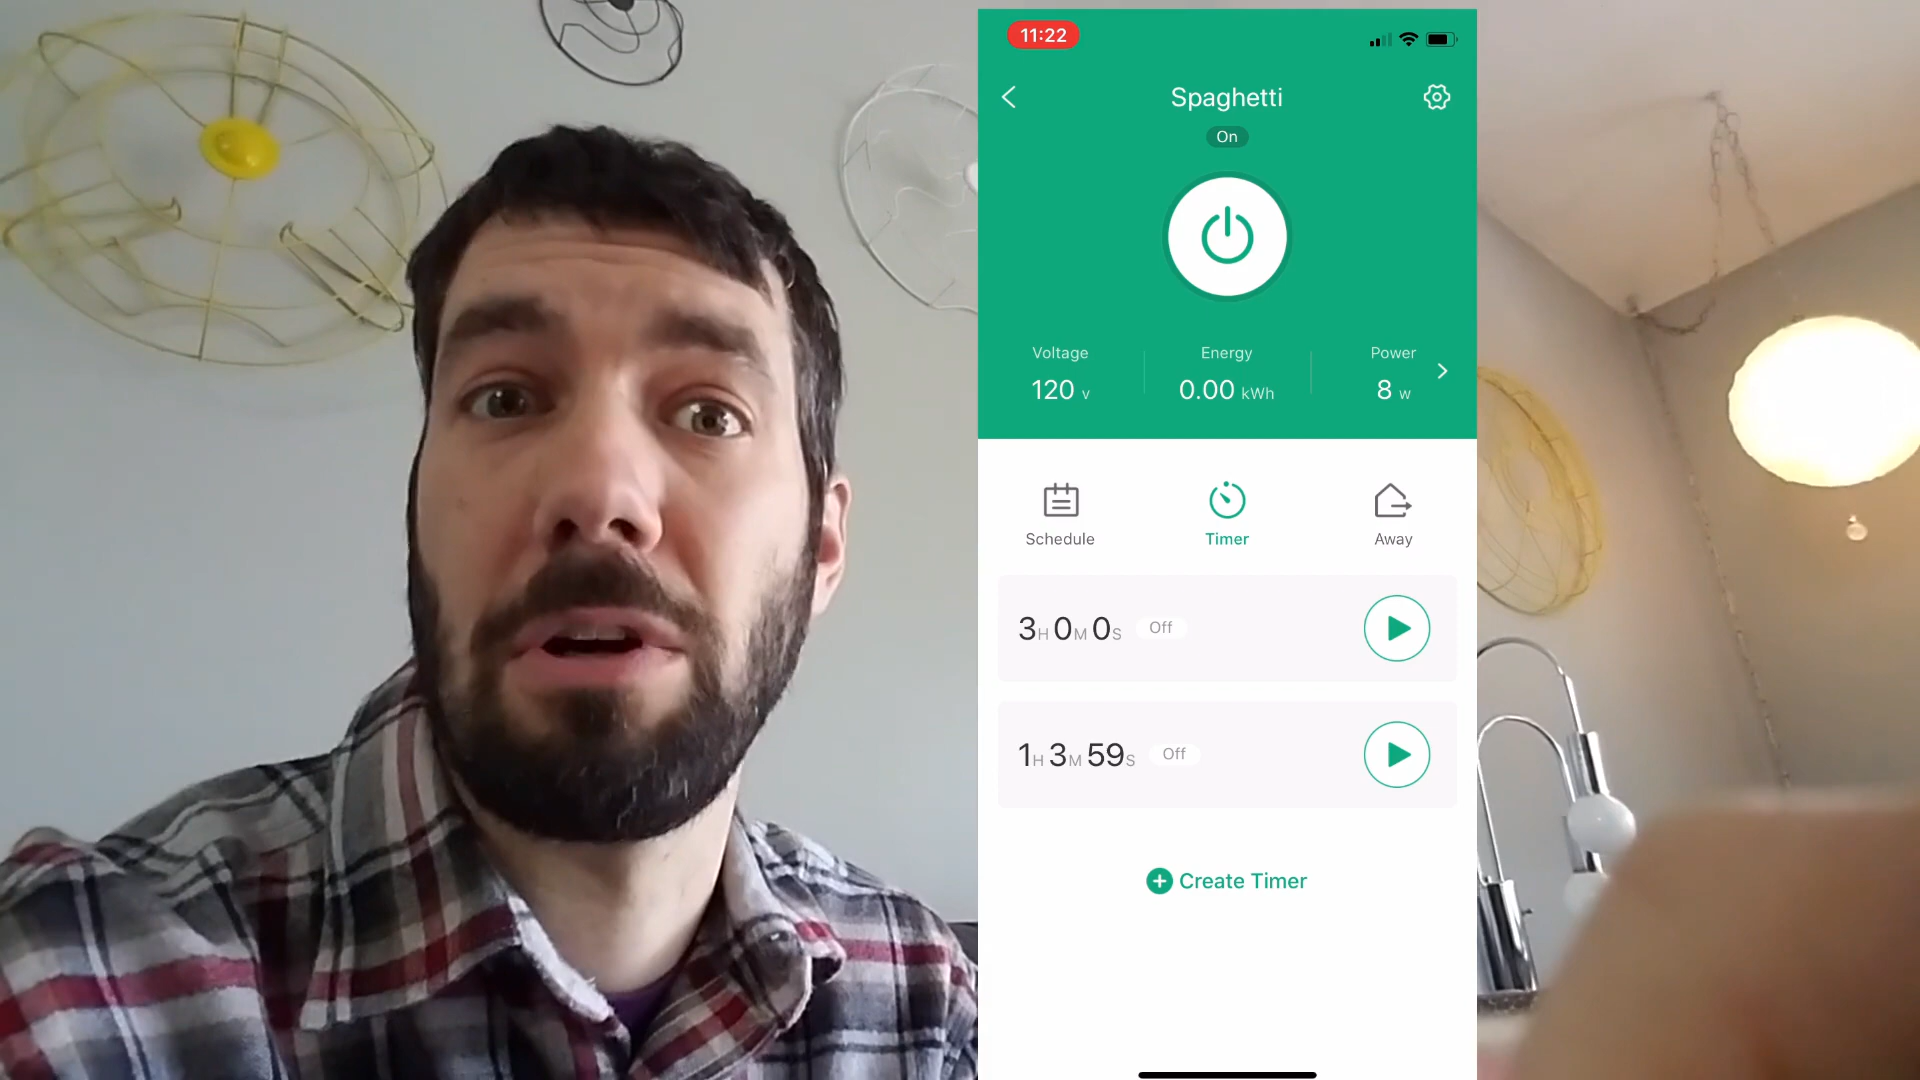 11:22
Spaghetti
On
Voltage Energy Power
120 v 0.00 kWh 8 w
Schedule Timer Away
3H 0M 0S Off
1H 3M 59S Off
Create Timer